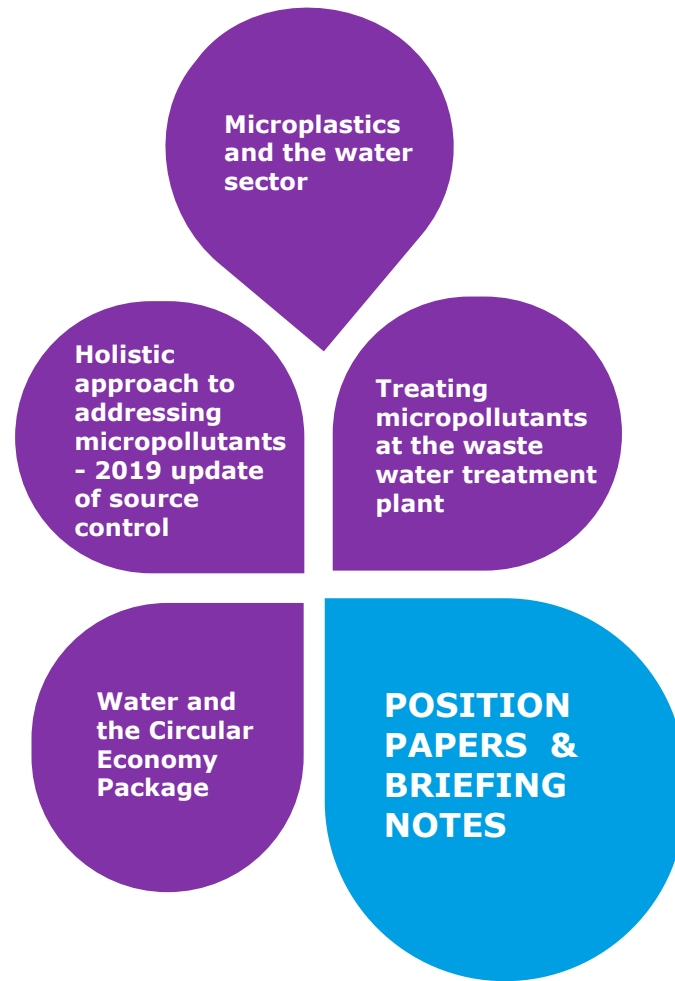 Microplastics
and the water
sector
Holistic
approach to
addressing
micropollutants
– 2019 update
of source
control
Treating
micropollutants
at the waste
water treatment
plant
Water and
the Circular
Economy
Package
POSITION
PAPERS &
BRIEFING
NOTES